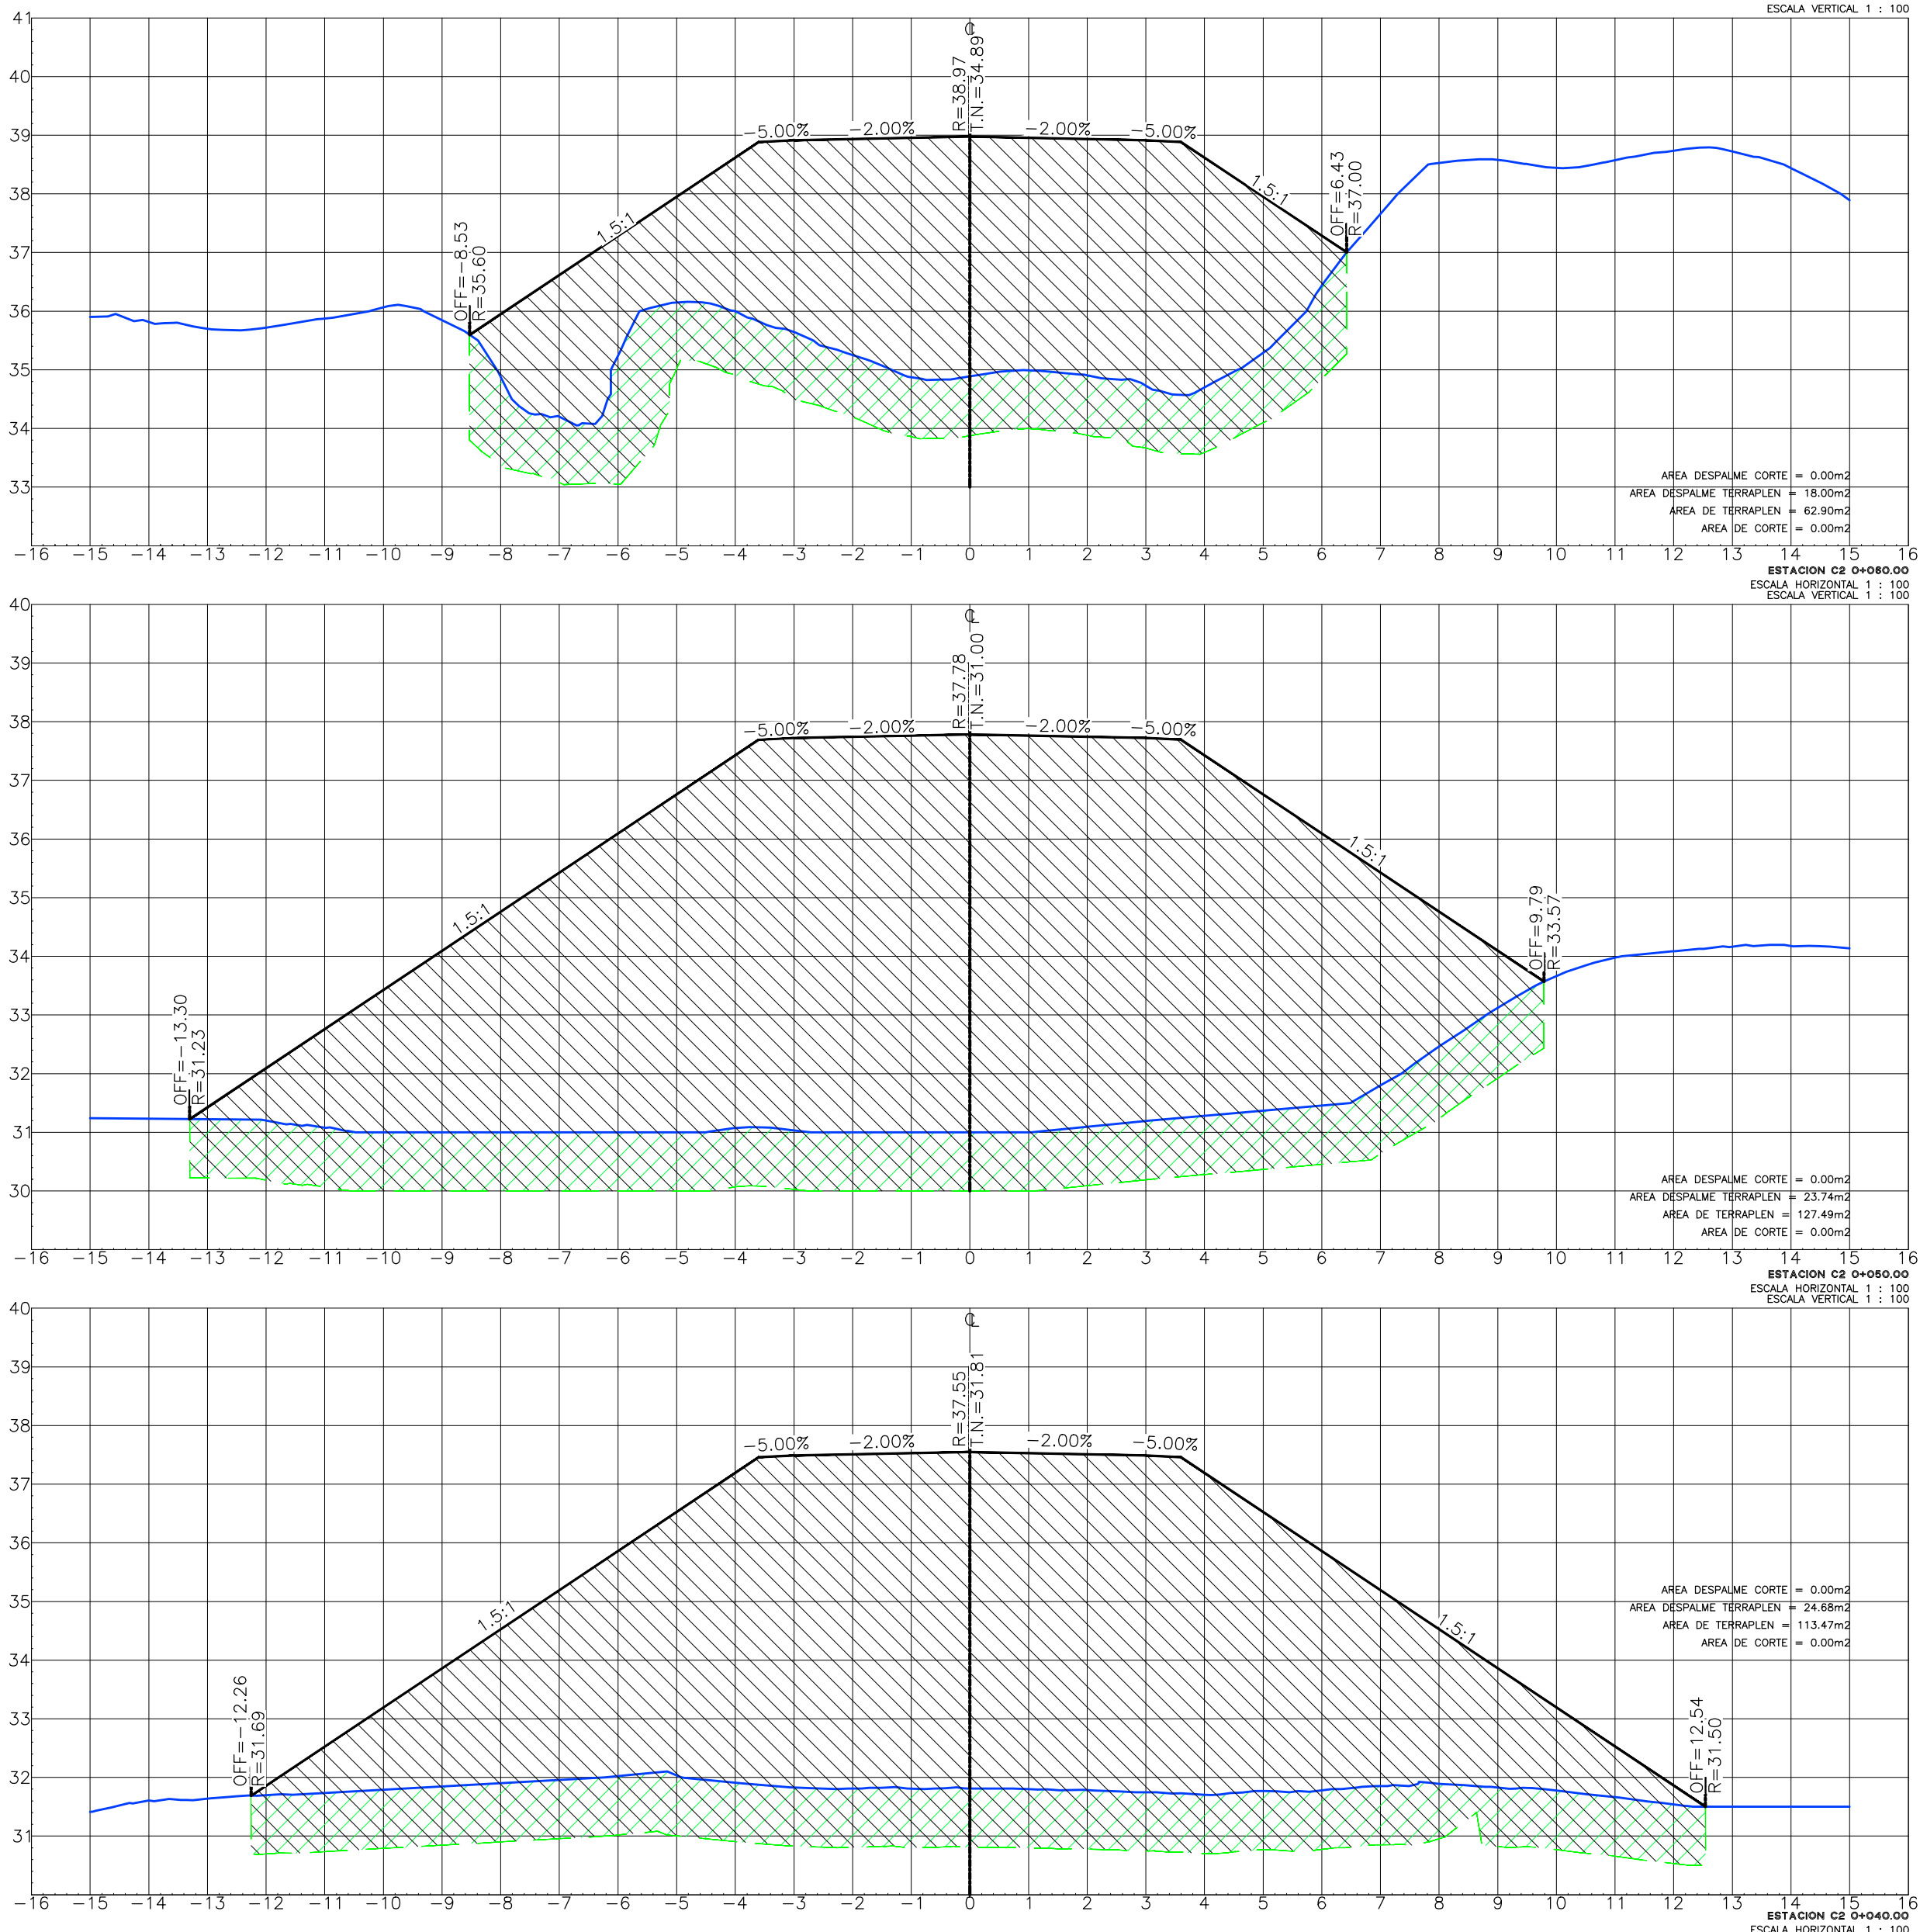 ESCALA VERTICAL 1 : 100
41
40
39
38
37
36
35
34
33
℄
R=38.97
T.N.=34.89
-5.00%
-2.00%
-2.00%
-5.00%
1.5:1
1.5:1
OFF=-8.53
R=35.60
OFF=6.43
R=37.00
AREA DESPALME CORTE = 0.00m2
AREA DESPALME TERRAPLEN = 18.00m2
AREA DE TERRAPLEN = 62.90m2
AREA DE CORTE = 0.00m2
-16 -15 -14 -13 -12 -11 -10 -9 -8 -7 -6 -5 -4 -3 -2 -1 0 1 2 3 4 5 6 7 8 9 10 11 12 13 14 15 16
ESTACION C2 0+060.00
ESCALA HORIZONTAL 1 : 100
ESCALA VERTICAL 1 : 100
40
39
38
37
36
35
34
33
32
31
30
℄
R=37.78
T.N.=31.00
-5.00%
-2.00%
-2.00%
-5.00%
1.5:1
1.5:1
OFF=-13.30
R=31.23
OFF=9.79
R=33.57
AREA DESPALME CORTE = 0.00m2
AREA DESPALME TERRAPLEN = 23.74m2
AREA DE TERRAPLEN = 127.49m2
AREA DE CORTE = 0.00m2
-16 -15 -14 -13 -12 -11 -10 -9 -8 -7 -6 -5 -4 -3 -2 -1 0 1 2 3 4 5 6 7 8 9 10 11 12 13 14 15 16
ESTACION C2 0+050.00
ESCALA HORIZONTAL 1 : 100
ESCALA VERTICAL 1 : 100
40
39
38
37
36
35
34
33
32
31
℄
R=37.55
T.N.=31.81
-5.00%
-2.00%
-2.00%
-5.00%
1.5:1
1.5:1
OFF=-12.26
R=31.69
OFF=12.54
R=31.50
AREA DESPALME CORTE = 0.00m2
AREA DESPALME TERRAPLEN = 24.68m2
AREA DE TERRAPLEN = 113.47m2
AREA DE CORTE = 0.00m2
-16 -15 -14 -13 -12 -11 -10 -9 -8 -7 -6 -5 -4 -3 -2 -1 0 1 2 3 4 5 6 7 8 9 10 11 12 13 14 15 16
ESTACION C2 0+040.00
ESCALA HORIZONTAL 1 : 100